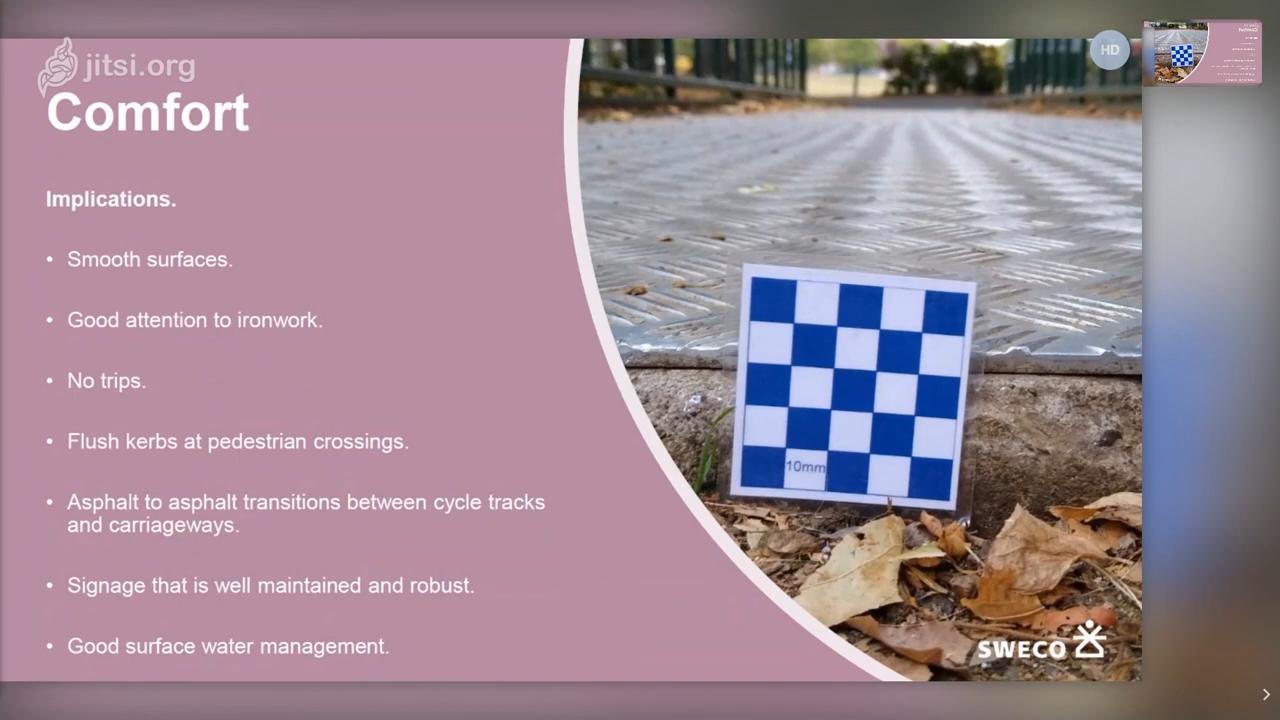 jitsi.org
HD
Comfort
Implications.
• Smooth surfaces.
• Good attention to ironwork.
• No trips.
• Flush kerbs at pedestrian crossings.
• Asphalt to asphalt transitions between cycle tracks
and carriageways.
• Signage that is well maintained and robust.
• Good surface water management.
10mm
SWECO